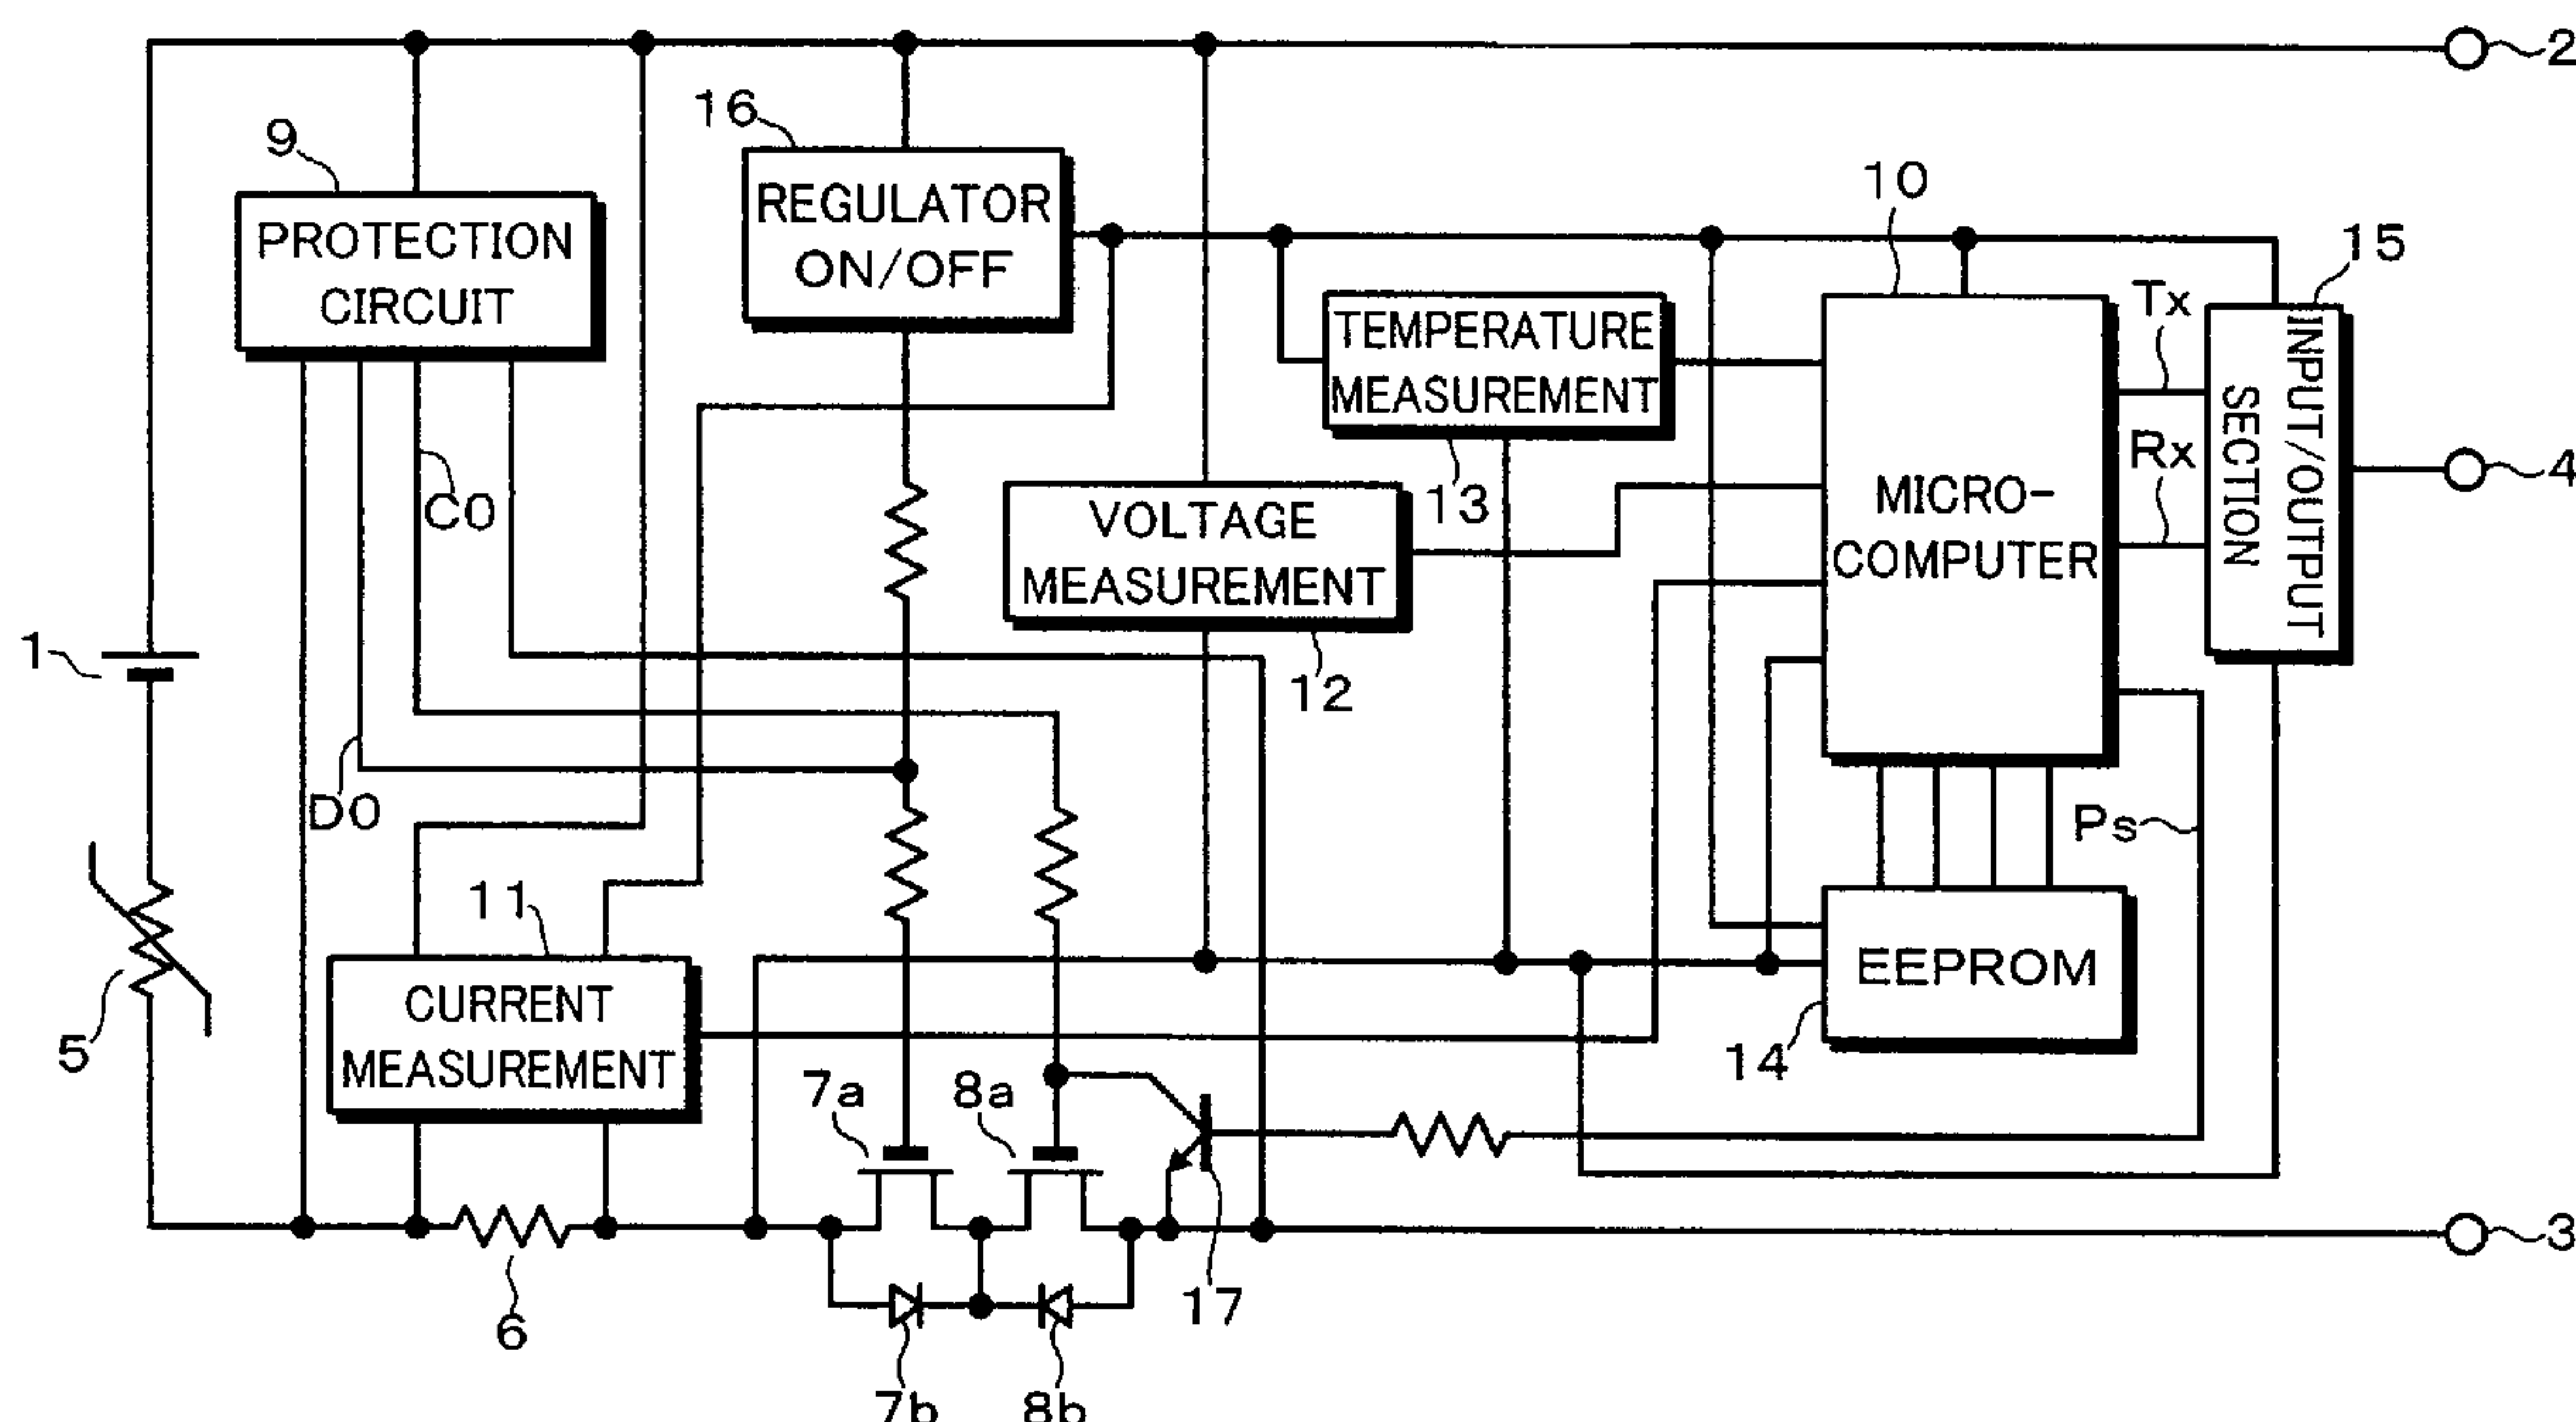 2
16
9
REGULATOR
ON/OFF
10
15
PROTECTION
CIRCUIT
Tx
INPUT/OUTPUT
SECTION
TEMPERATURE
MEASUREMENT
Rx
4
C0
13
VOLTAGE
MEASUREMENT
MICRO-
COMPUTER
1
12
D0
Ps
11
EEPROM
CURRENT
MEASUREMENT
5
14
7a
8a
3
17
6
7b
8b